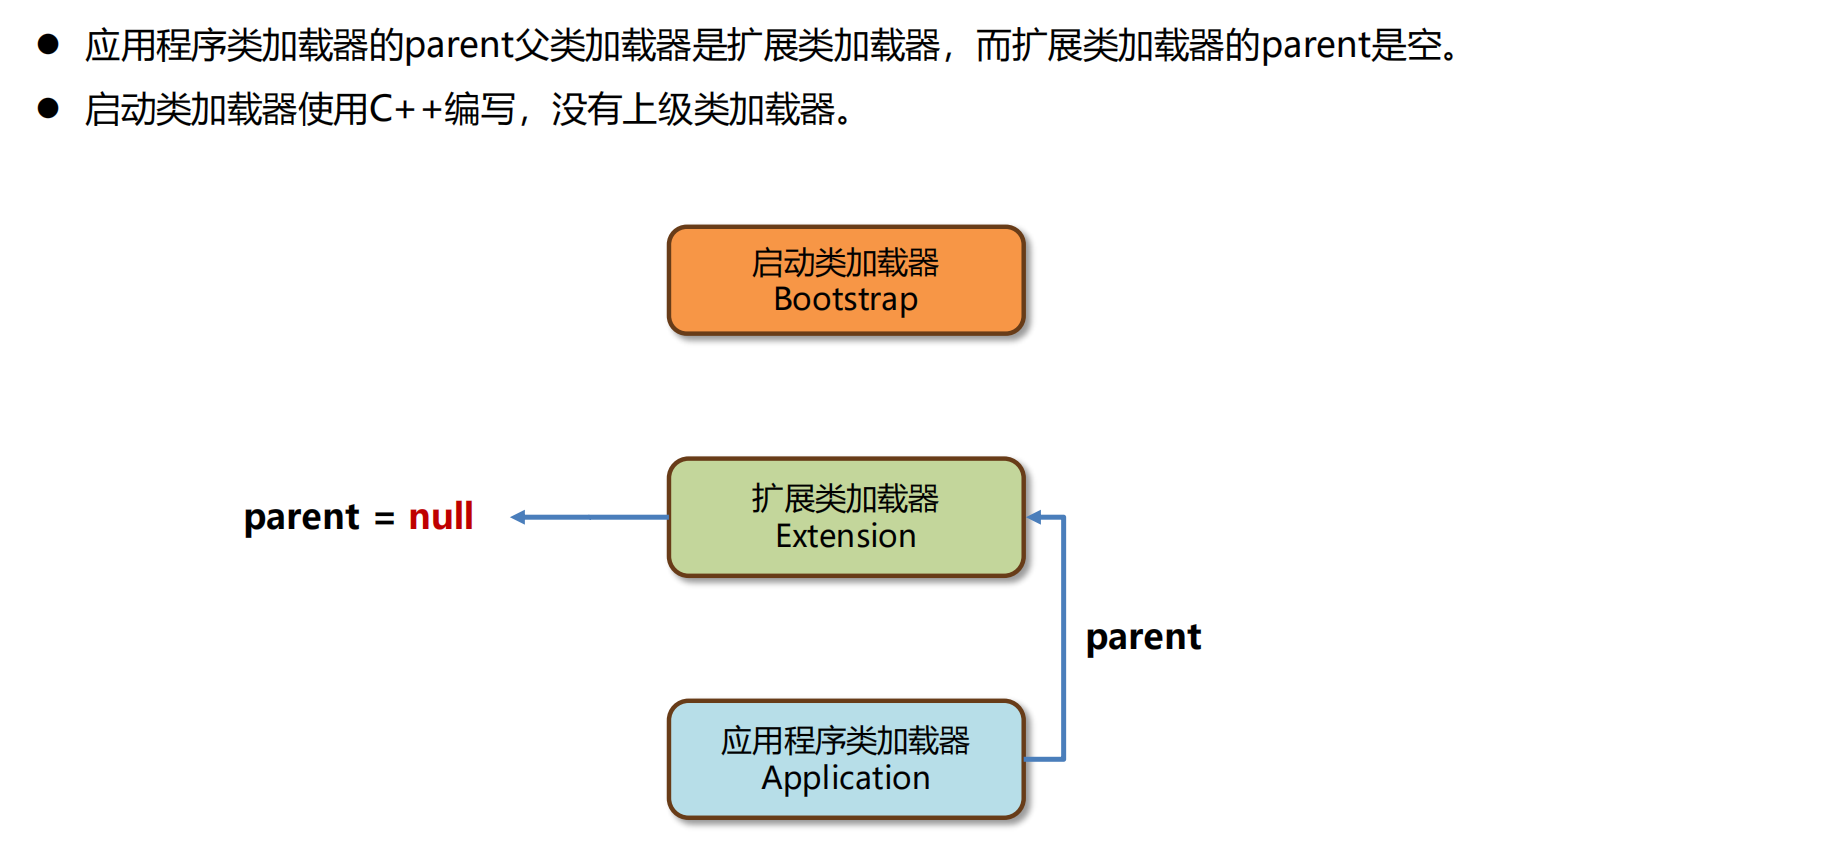 ● 应用程序类加载器的parent父类加载器是扩展类加载器，而扩展类加载器的parent是空。
● 启动类加载器使用C++编写，没有上级类加载器。
启动类加载器
Bootstrap
parent = null
扩展类加载器
Extension
parent
应用程序类加载器
Application